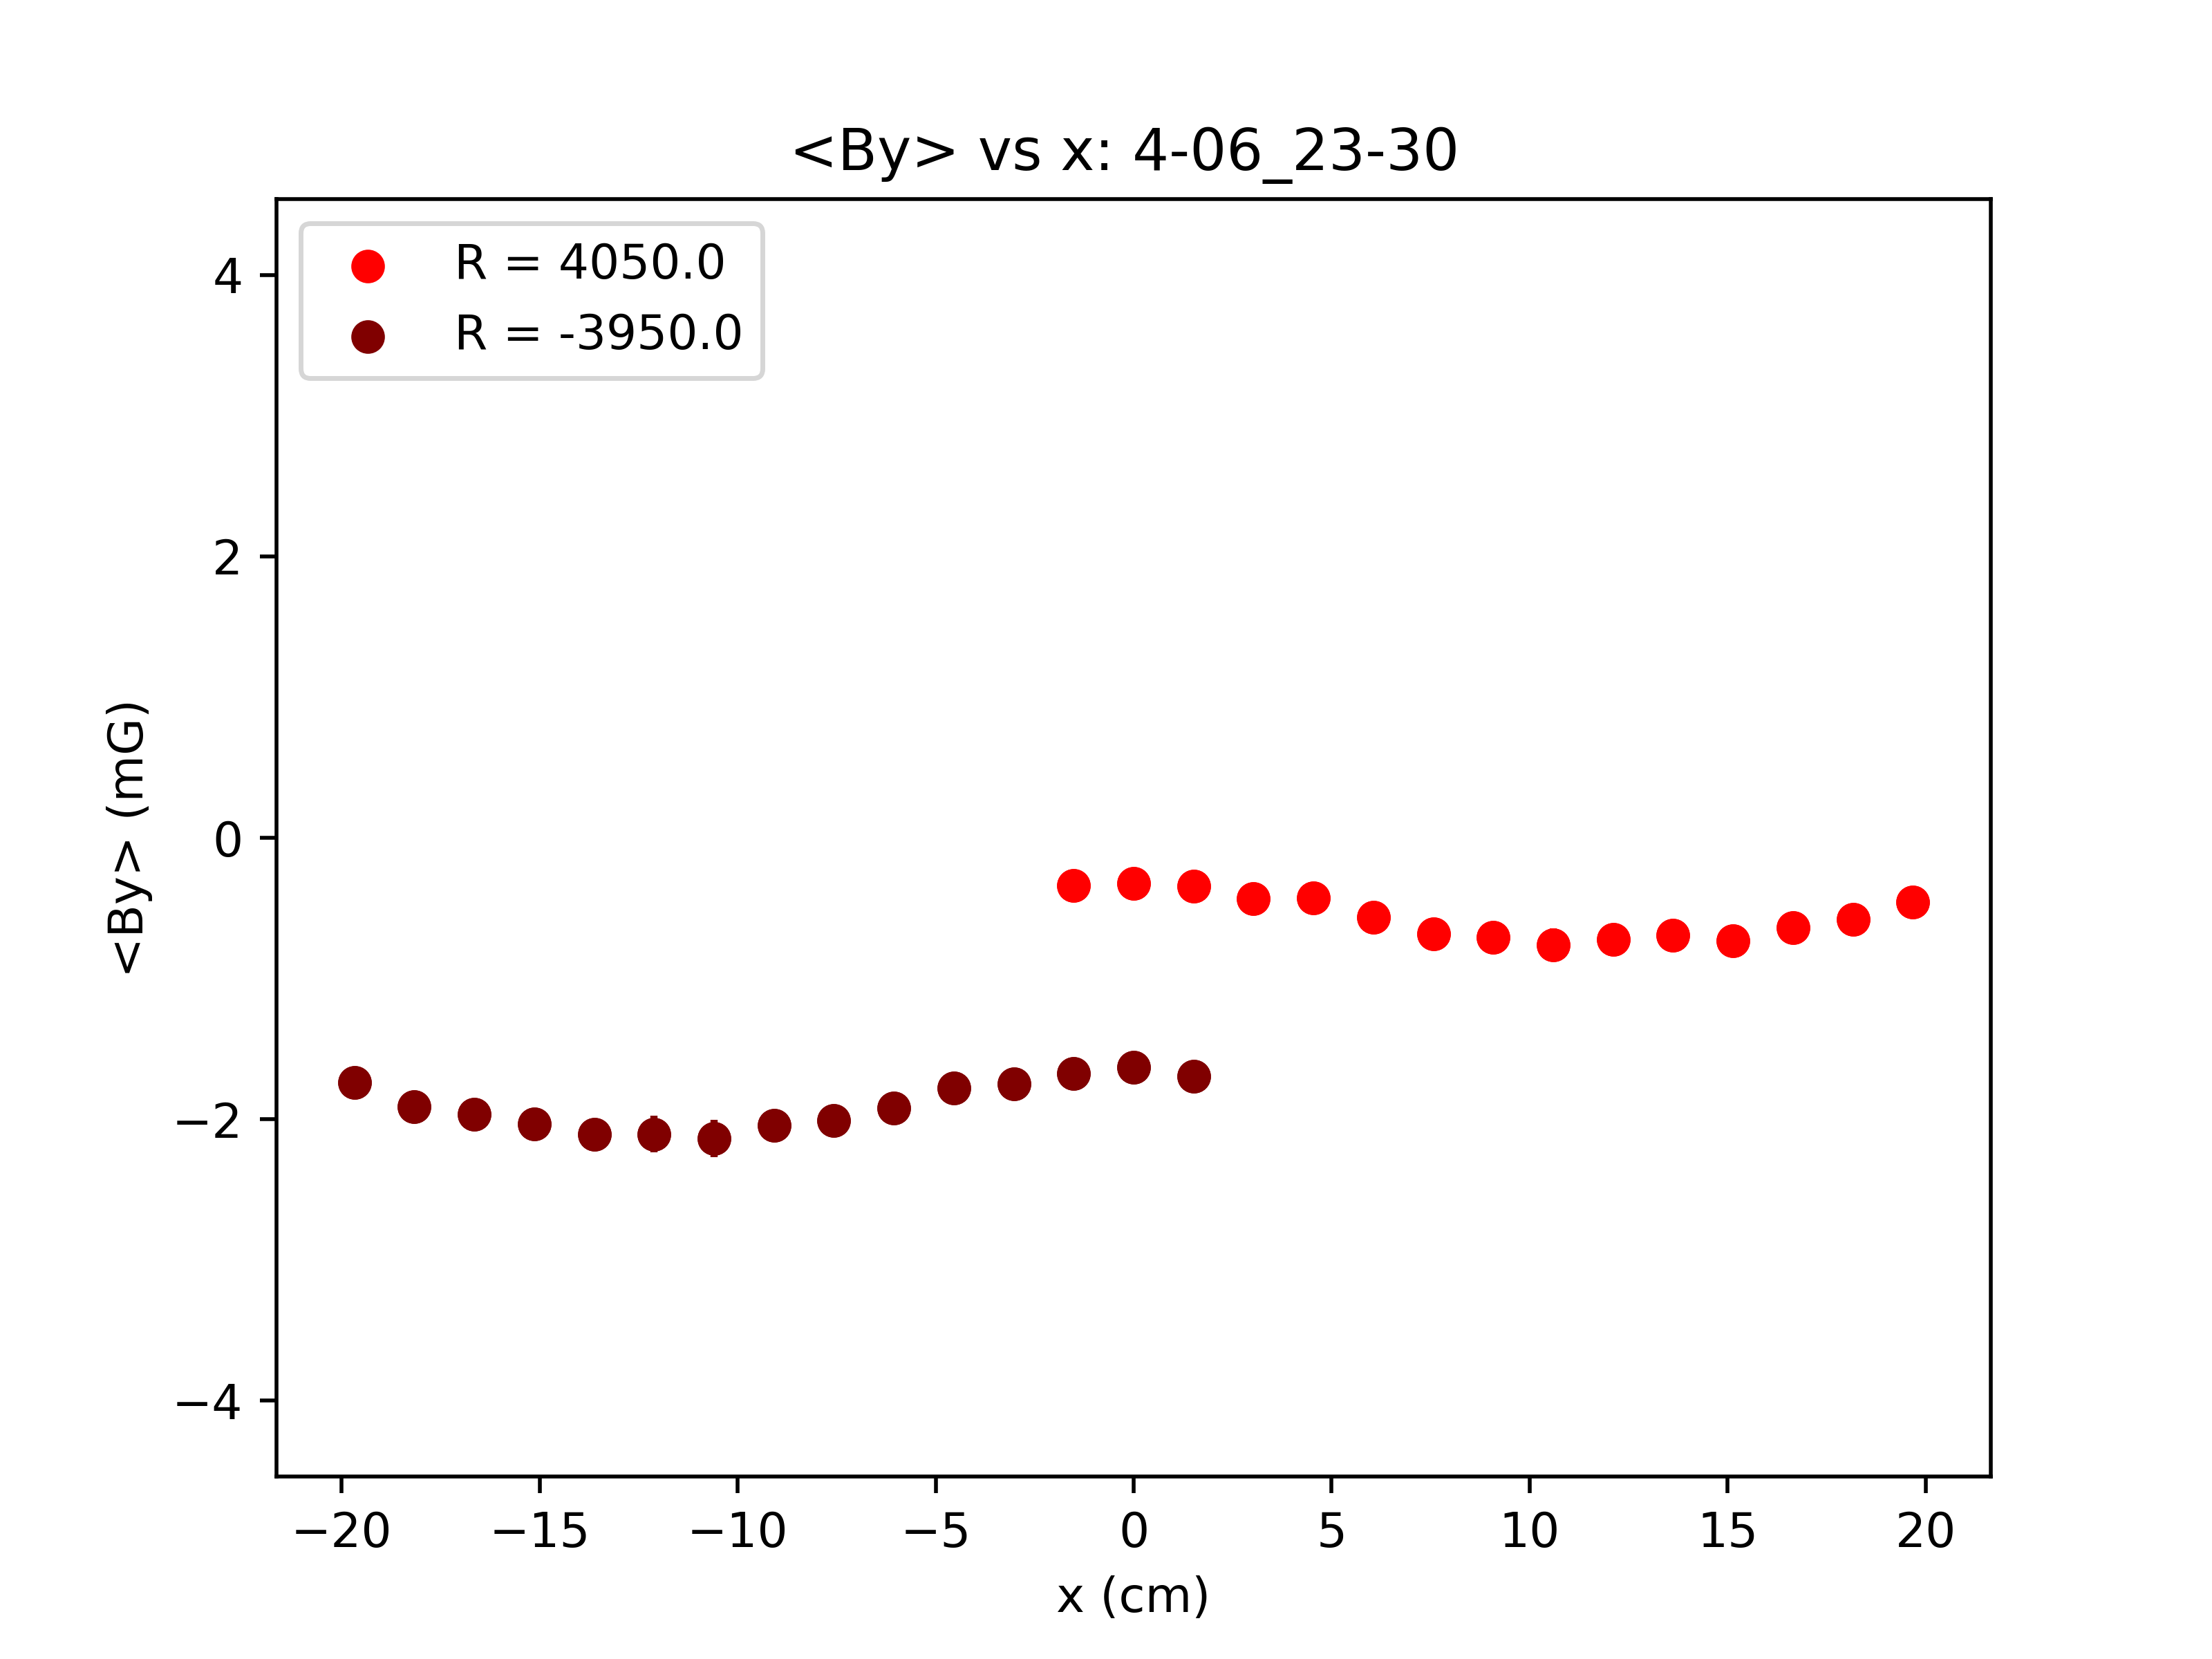 <By> vs x: 4-06_23-30
R = 4050.0
R = -3950.0
4
2
0
−2
−4
<By> (mG)
−20 −15 −10 −5 0 5 10 15 20
x (cm)